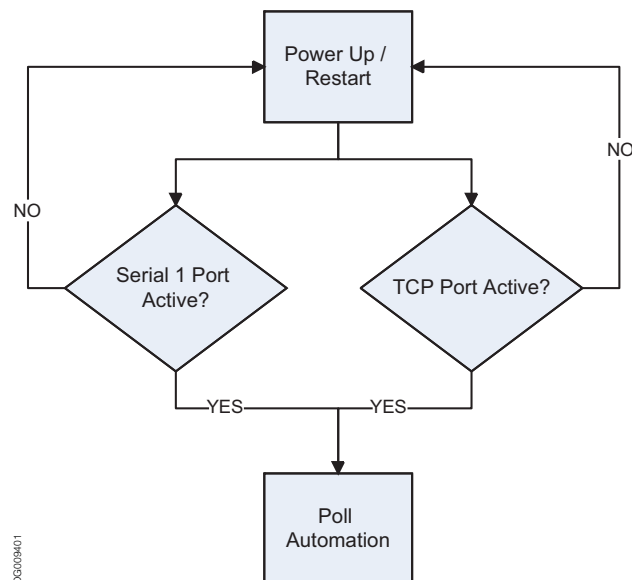 Power Up /
Restart
NO
NO
Serial 1 Port
Active?
TCP Port Active?
YES
YES
Poll
Automation